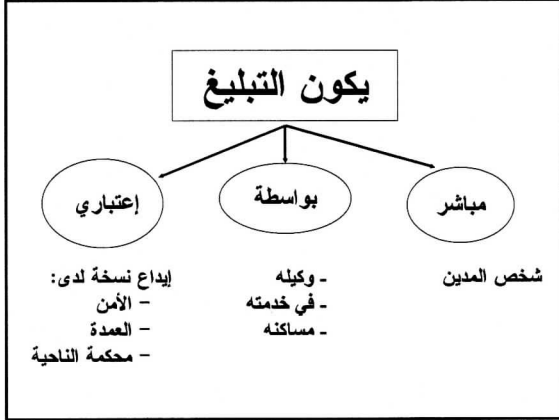 يكون التبليغ
مباشر
بواسطة
إعتباري
شخص المدين
- وكيله
- في خدمته
- مساكنه
إيداع نسخة لدى:
– الأمن
– العمدة
– محكمة الناحية